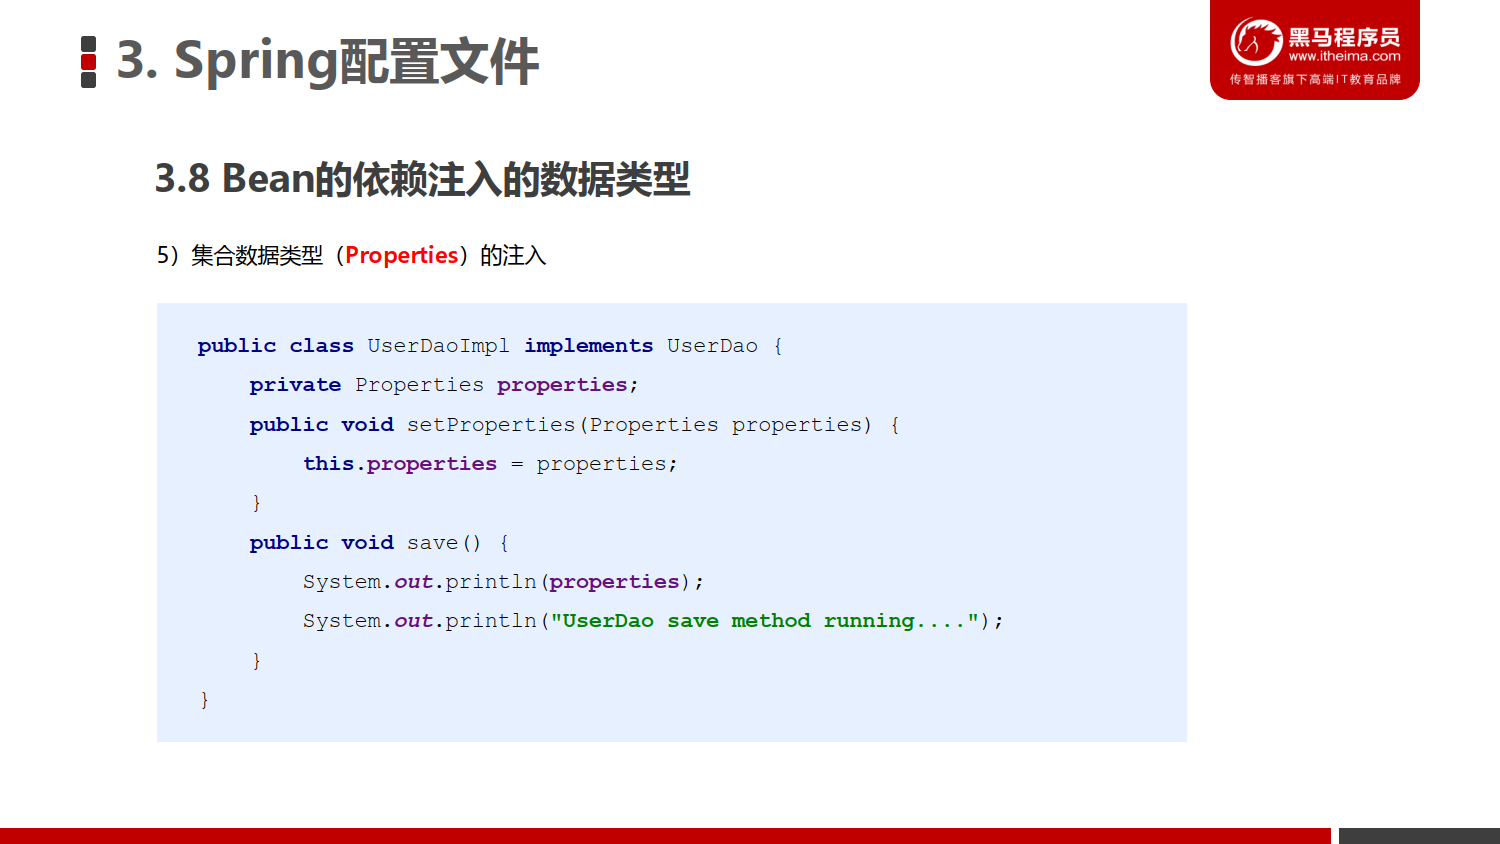 3. Spring配置文件
黑马程序员
www.itheima.com
传智播客旗下高端IT教育品牌
3.8 Bean的依赖注入的数据类型
5）集合数据类型（Properties）的注入
public class UserDaoImpl implements UserDao {
    private Properties properties;
    public void setProperties(Properties properties) {
        this.properties = properties;
    }
    public void save() {
        System.out.println(properties);
        System.out.println("UserDao save method running....");
    }
}